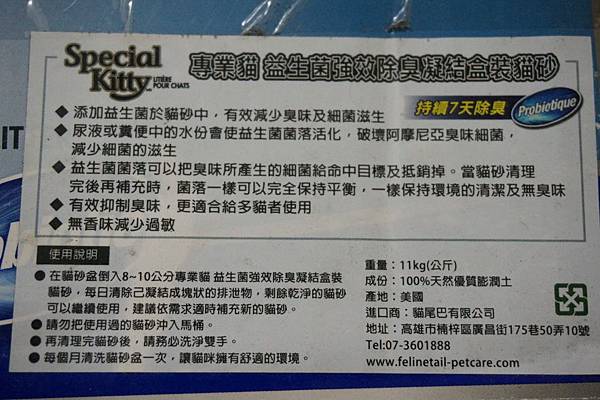 Special
Kitty
LITIÈRE
POUR CHATS
專業貓 益生菌強效除臭凝結盒裝貓砂
◆ 添加益生菌於貓砂中，有效減少臭味及細菌滋生
持續7天除臭 Probiotique
◆ 尿液或糞便中的水份會使益生菌菌落活化，破壞阿摩尼亞臭味細菌，
減少細菌的滋生
◆ 益生菌菌落可以把臭味所產生的細菌給命中目標及抵銷掉。當貓砂清理
完後再補充時，菌落一樣可以完全保持平衡，一樣保持環境的清潔及無臭味
◆ 有效抑制臭味，更適合給多貓者使用
◆ 無香味減少過敏
使用說明
● 在貓砂盆倒入8~10公分專業貓 益生菌強效除臭凝結盒裝
貓砂，每日清除己凝結成塊狀的排泄物，剩餘乾淨的貓砂
可以繼續使用，建議依需求適時補充新的貓砂。
● 請勿把使用過的貓砂沖入馬桶。
● 再清理完貓砂後，請務必洗淨雙手。
● 每個月清洗貓砂盆一次，讓貓咪擁有舒適的環境。
重量：11kg(公斤)
成份：100%天然優質膨潤土
產地：美國
進口商：貓尾巴有限公司
地址：高雄市楠梓區廣昌街175巷50弄10號
Tel:07-3601888
www.felinetail-petcare.com